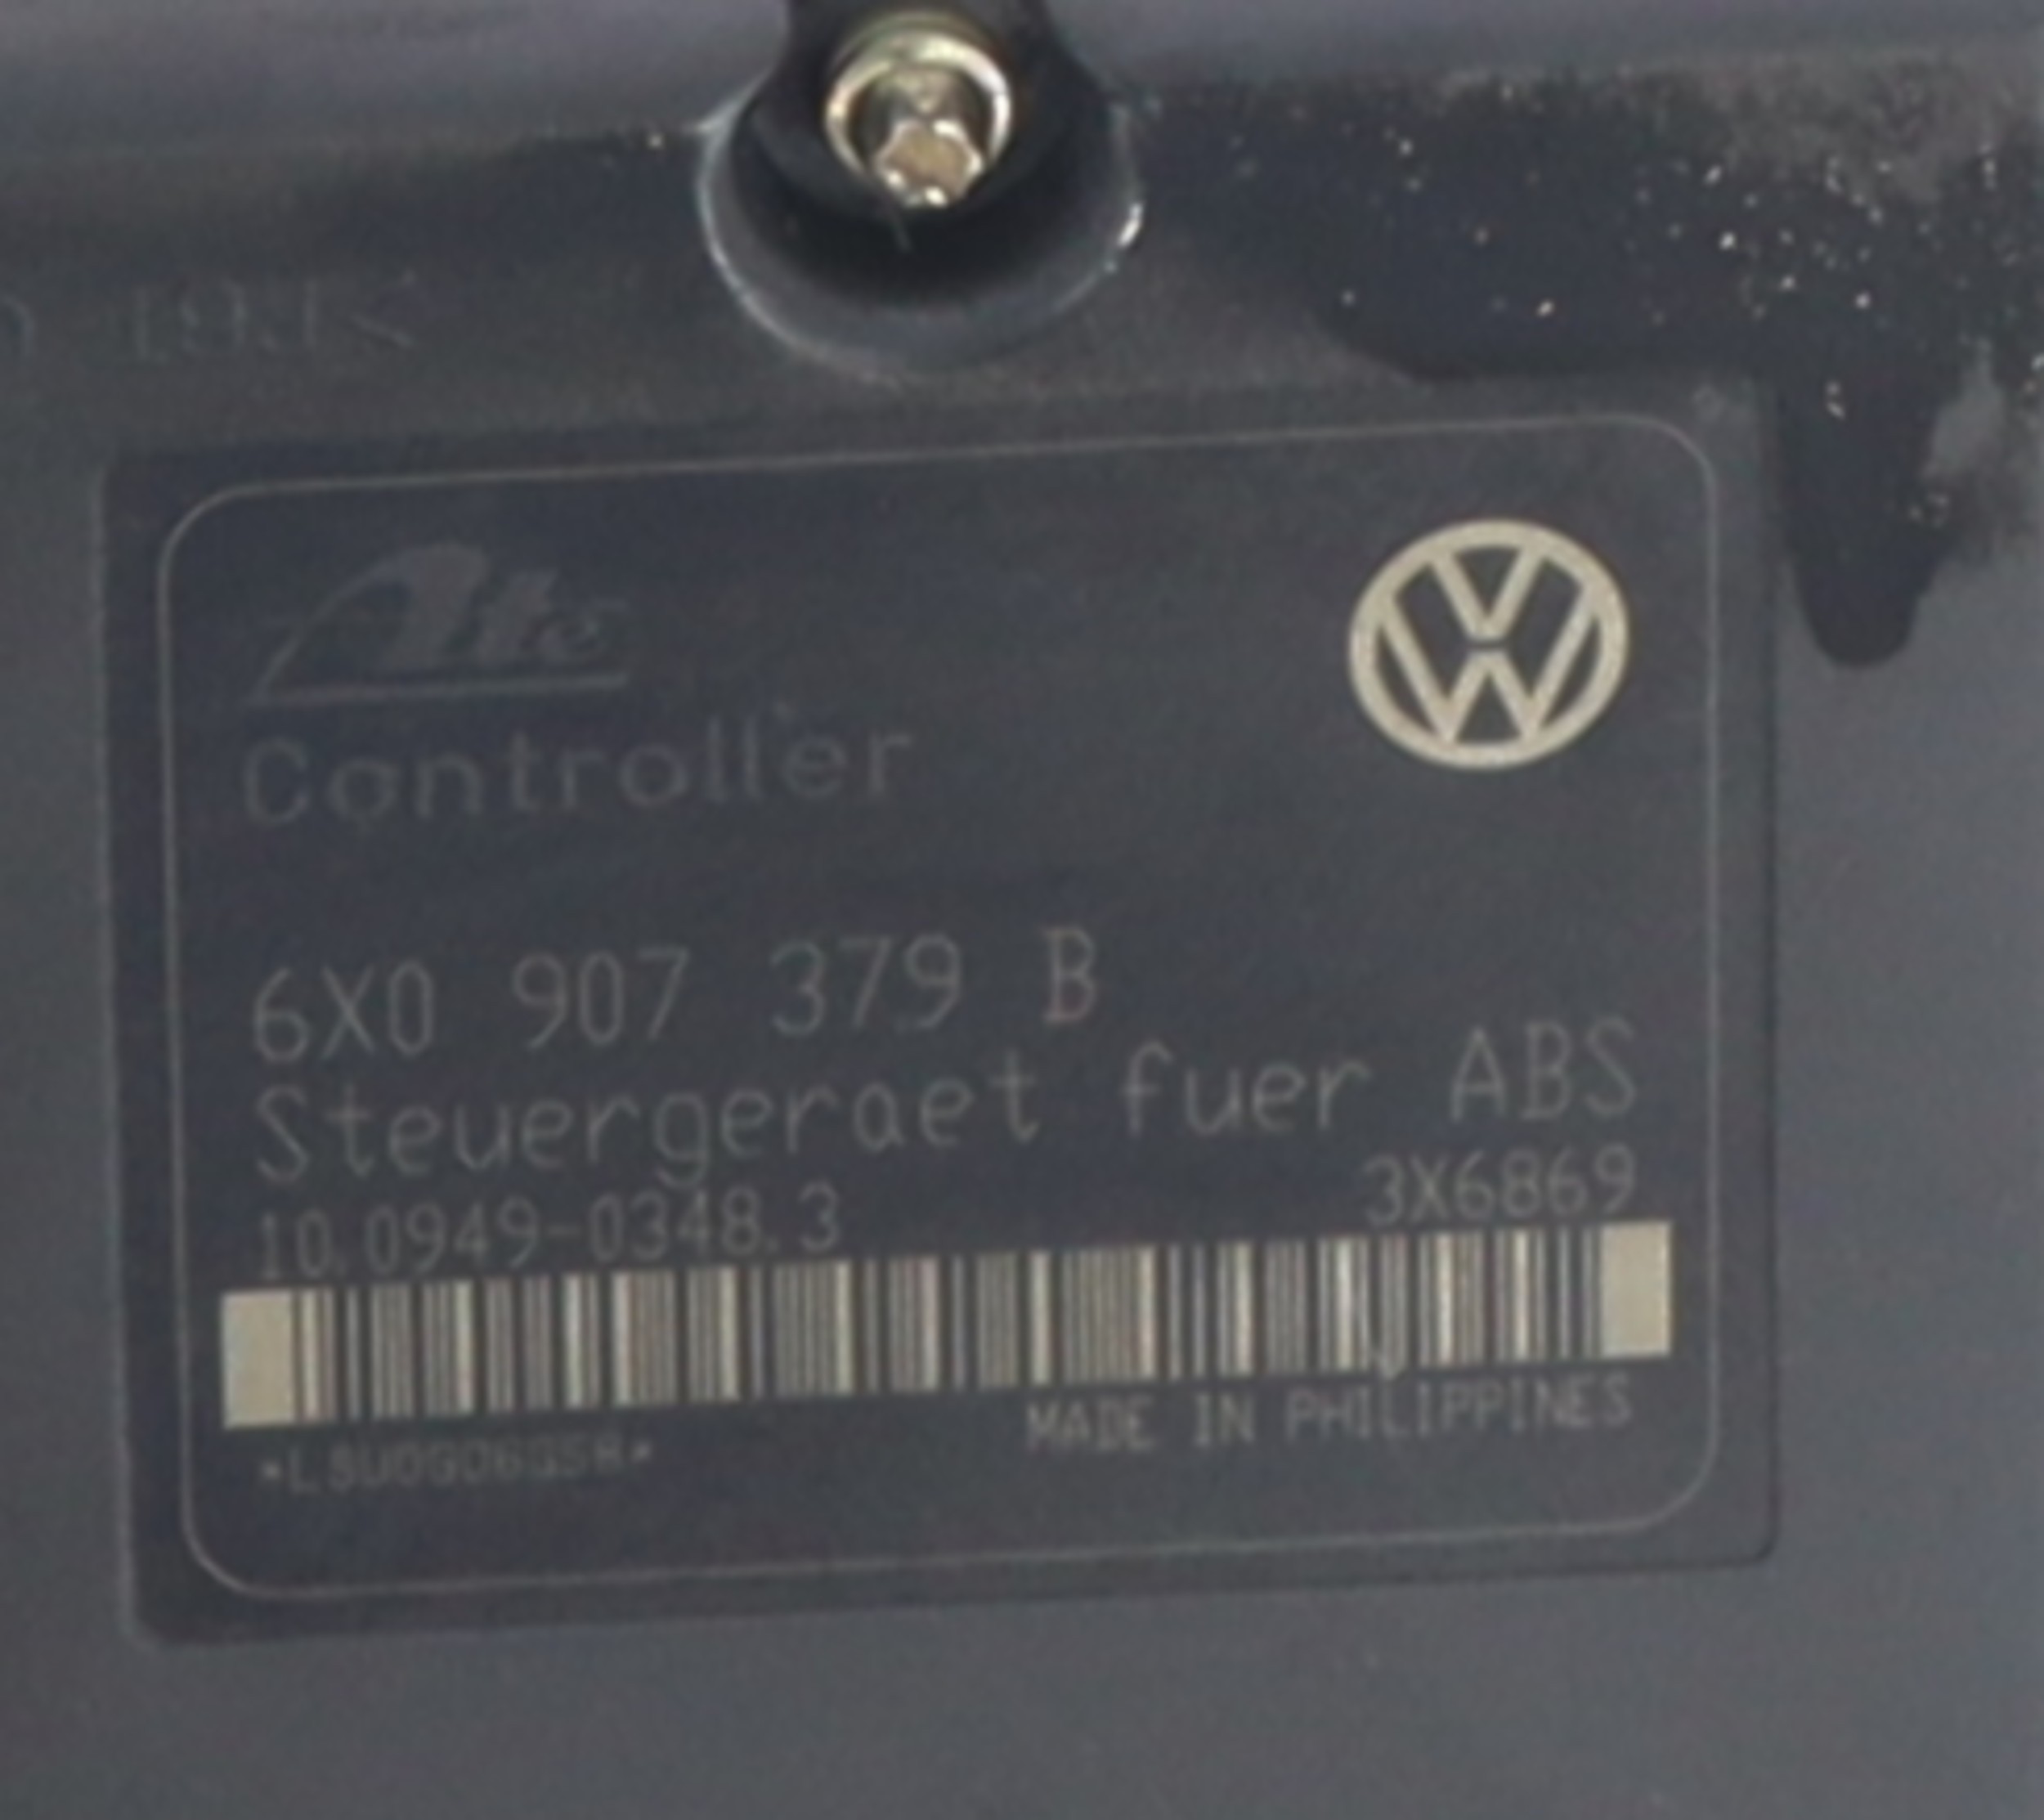 Ate
Controller
6X0 907 379 B
Steuergeraet fuer ABS
10.0949-0348.3 3X6869
MADE IN PHILIPPINES